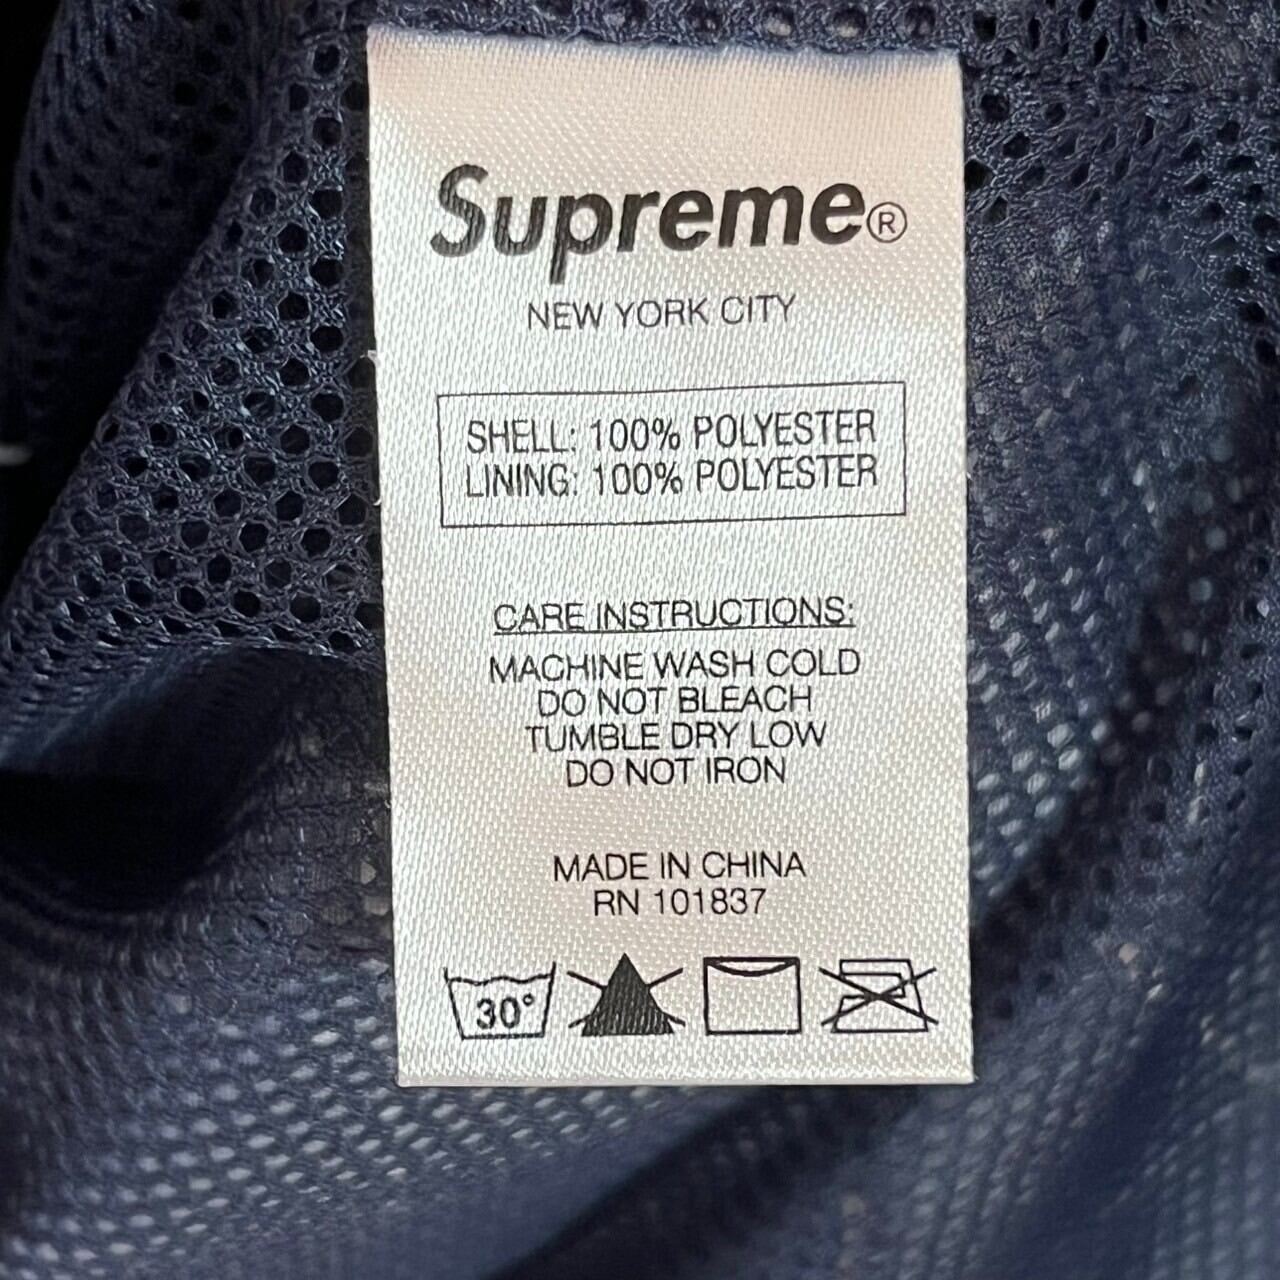 Supreme®
NEW YORK CITY
SHELL: 100% POLYESTER
LINING: 100% POLYESTER
CARE INSTRUCTIONS:
MACHINE WASH COLD
DO NOT BLEACH
TUMBLE DRY LOW
DO NOT IRON
MADE IN CHINA
RN 101837
30°